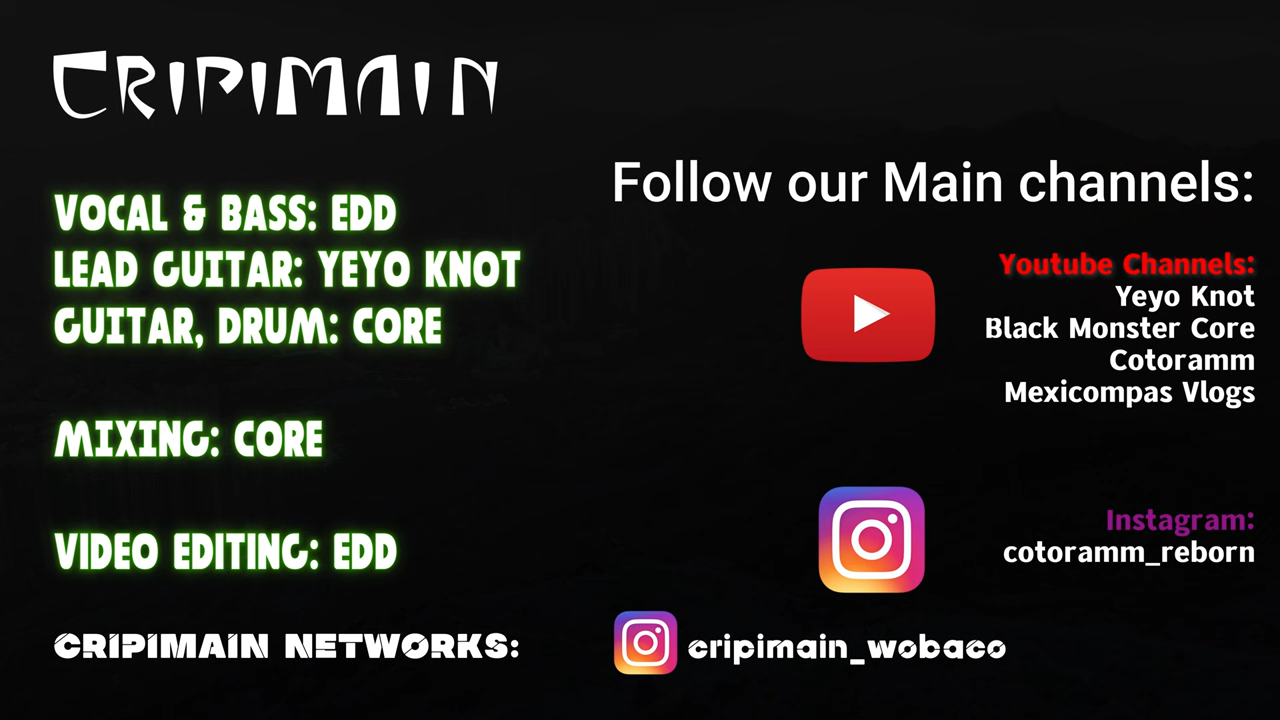 CRIPIMAIN
VOCAL & BASS: EDD
LEAD GUITAR: YEYO KNOT
GUITAR, DRUM: CORE
MIXING: CORE
VIDEO EDITING: EDD
CRIPIMAIN NETWORKS:
cripimain_wobaco
Follow our Main channels:
Youtube Channels:
Yeyo Knot
Black Monster Core
Cotoramm
Mexicompas Vlogs
Instagram:
cotoramm_reborn